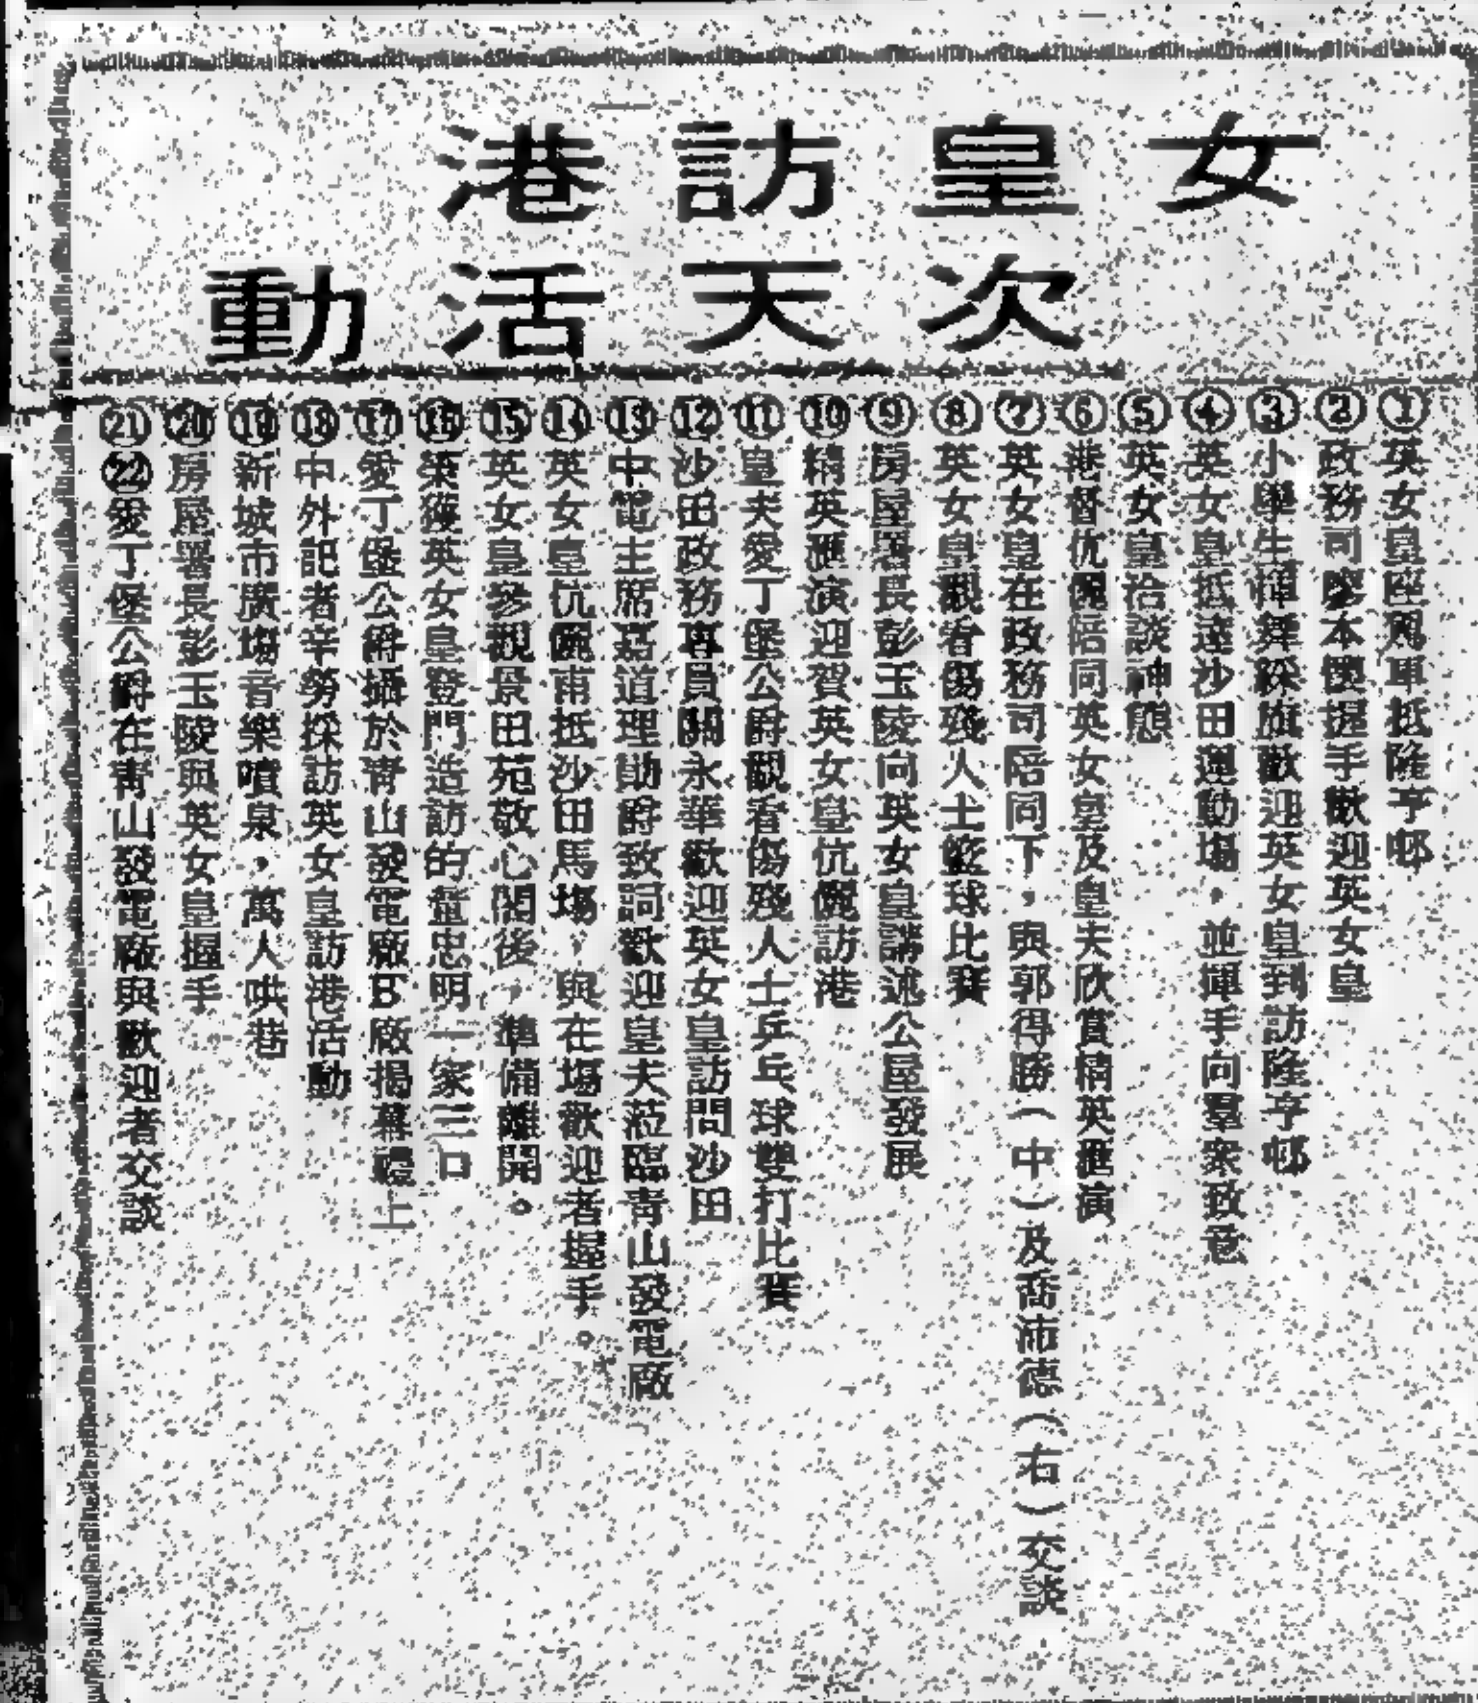 女皇訪港
次天活動
①英女皇座駕車抵隆亨邨
②政務司廖本懷握手歡迎英女皇
③小學生揮舞綵旗歡迎英女皇到訪隆亨邨
④英女皇抵達沙田運動場，並揮手向羣衆致意
⑤英女皇洽談神態
⑥港督伉儷陪同英女皇及皇夫欣賞精英匯演
⑦英女皇在政務司陪同下，與郭得勝（中）及喬沛德（右）交談
⑧英女皇觀看傷殘人士籃球比賽
⑨房屋署長彭玉陵向英女皇講述公屋發展
⑩精英匯演迎賀英女皇伉儷訪港
⑪皇夫愛丁堡公爵觀看傷殘人士乒乓球雙打比賽
⑫沙田政務專員關永華歡迎英女皇訪問沙田
⑬中電主席嘉道理勛爵致詞歡迎皇夫蒞臨青山發電廠
⑭英女皇伉儷甫抵沙田馬場，與在場歡迎者握手。
⑮英女皇參觀景田苑敬心閣後，準備離開。
⑯榮獲英女皇登門造訪的童忠明一家三口
⑰愛丁堡公爵攝於青山發電廠B廠揭幕禮上
⑱中外記者辛勞採訪英女皇訪港活動
⑲新城市廣場音樂噴泉，萬人哄巷
⑳房屋署長彭玉陵與英女皇握手
㉑㉒愛丁堡公爵在青山發電廠與歡迎者交談